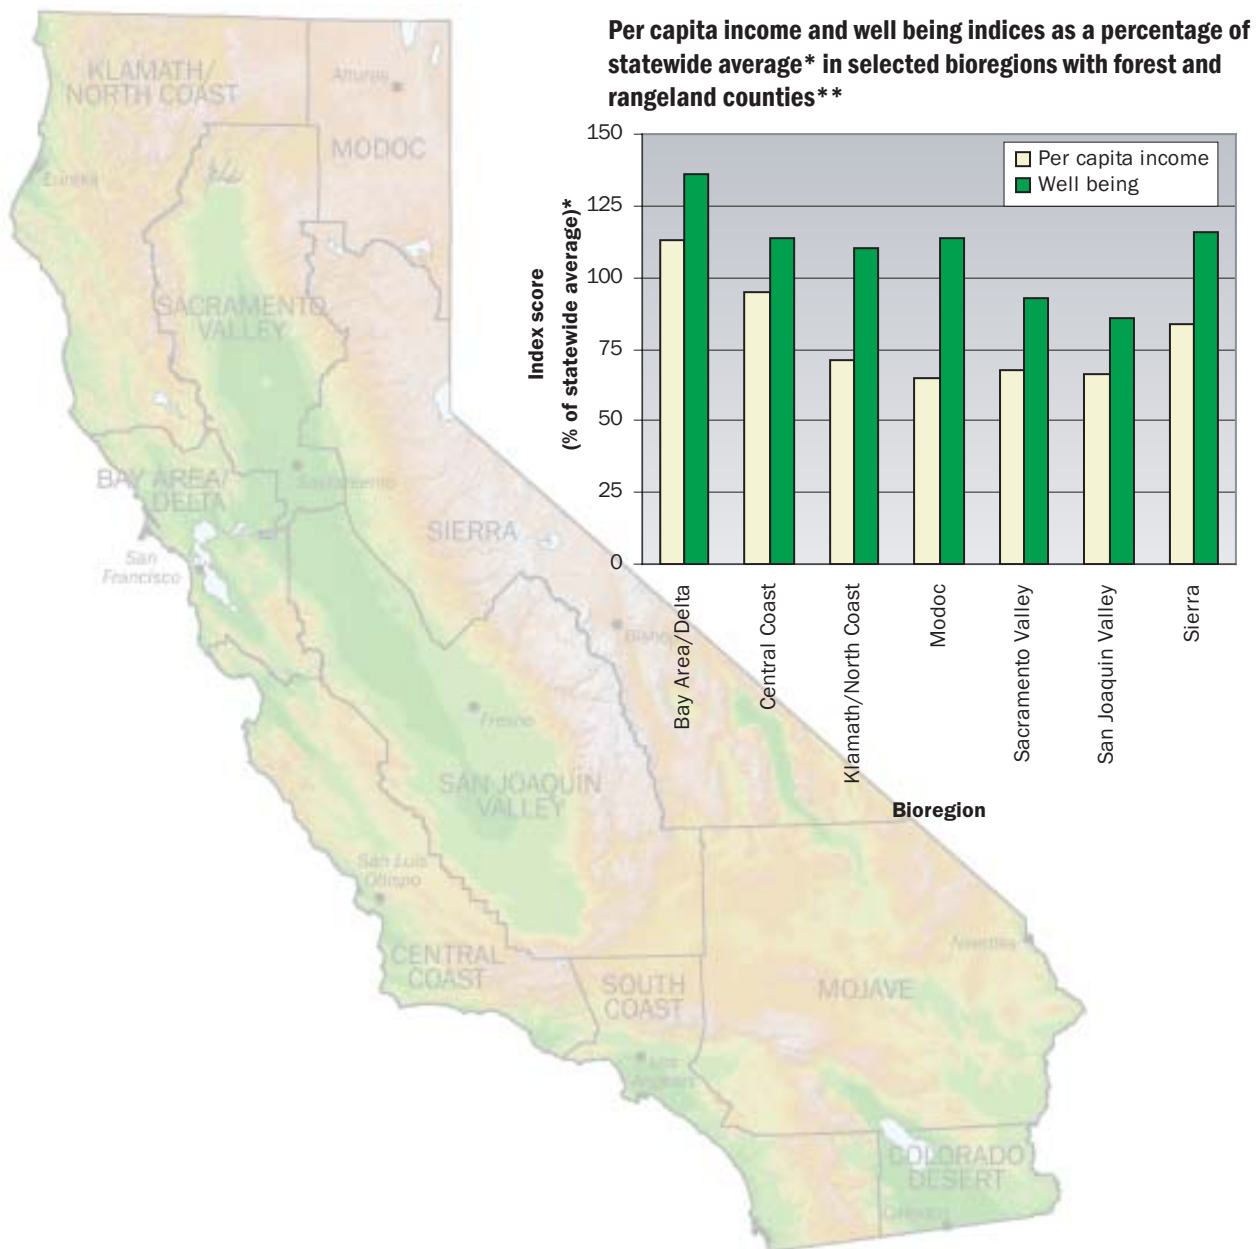 Per capita income and well being indices as a percentage of
statewide average* in selected bioregions with forest and
rangeland counties**
KLAMATH/
NORTH COAST
Alturas
MODOC
Eureka
SACRAMENTO
VALLEY
BAY AREA/
DELTA
Sacramento
San
Francisco
SIERRA
Bishop
Fresno
SAN JOAQUIN
VALLEY
San Luis
Obispo
CENTRAL
COAST
SOUTH
COAST
Los
Angeles
MOJAVE
Needles
COLORADO
DESERT
150
125
100
75
50
25
0
Index score
(% of statewide average)*
Per capita income
Well being
Bay Area/Delta
Central Coast
Klamath/North Coast
Modoc
Sacramento Valley
San Joaquin Valley
Sierra
Bioregion